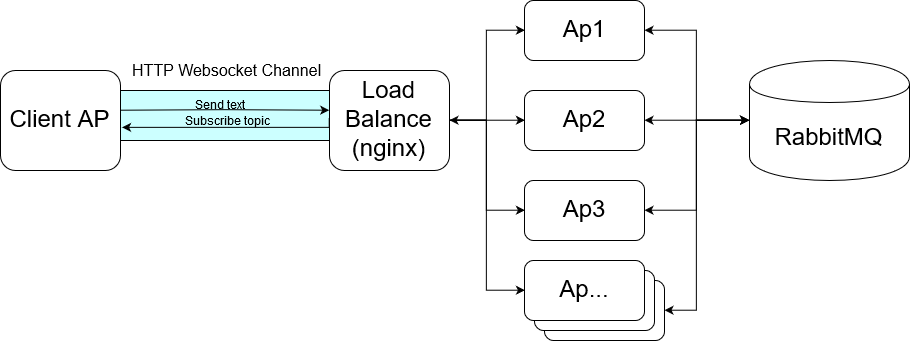 HTTP Websocket Channel
Client AP
Send text
Subscribe topic
Load
Balance
(nginx)
Ap1
Ap2
Ap3
Ap...
RabbitMQ